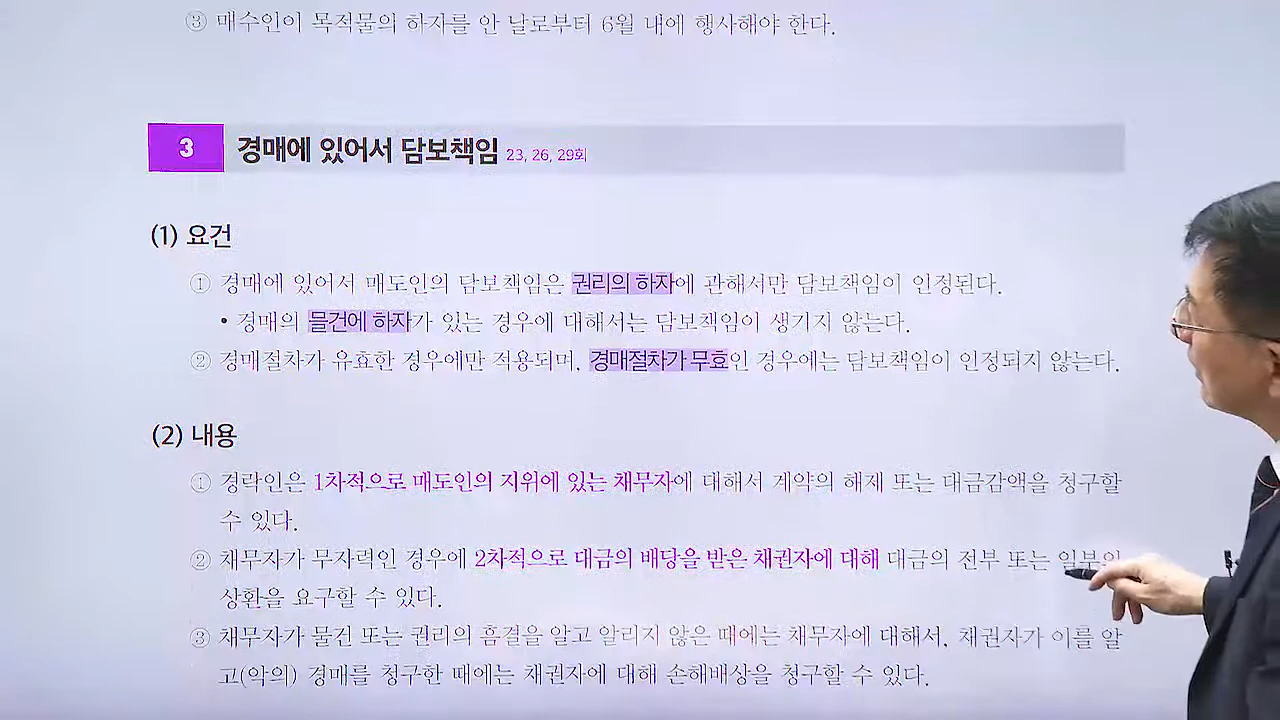 ③ 매수인이 목적물의 하자를 안 날로부터 6월 내에 행사해야 한다.
3 경매에 있어서 담보책임 23, 26, 29회
(1) 요건
① 경매에 있어서 매도인의 담보책임은 권리의 하자에 관해서만 담보책임이 인정된다.
• 경매의 물건에 하자가 있는 경우에 대해서는 담보책임이 생기지 않는다.
② 경매절차가 유효한 경우에만 적용되며, 경매절차가 무효인 경우에는 담보책임이 인정되지 않는다.
(2) 내용
① 경락인은 1차적으로 매도인의 지위에 있는 채무자에 대해서 계약의 해제 또는 대금감액을 청구할
수 있다.
② 채무자가 무자력인 경우에 2차적으로 대금의 배당을 받은 채권자에 대해 대금의 전부 또는 일부의
상환을 요구할 수 있다.
③ 채무자가 물건 또는 권리의 흠결을 알고 알리지 않은 때에는 채무자에 대해서, 채권자가 이를 알
고(악의) 경매를 청구한 때에는 채권자에 대해 손해배상을 청구할 수 있다.